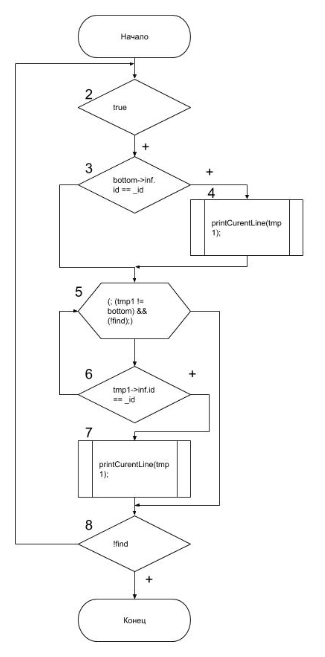 Начало
2
true
+
3
bottom->inf.
id == _id
+
4
printCurentLine(tmp
1);
5
(; (tmp1 !=
bottom) &&
(!find);)
6
tmp1->inf.id
== _id
+
7
printCurentLine(tmp
1);
8
!find
+
Конец